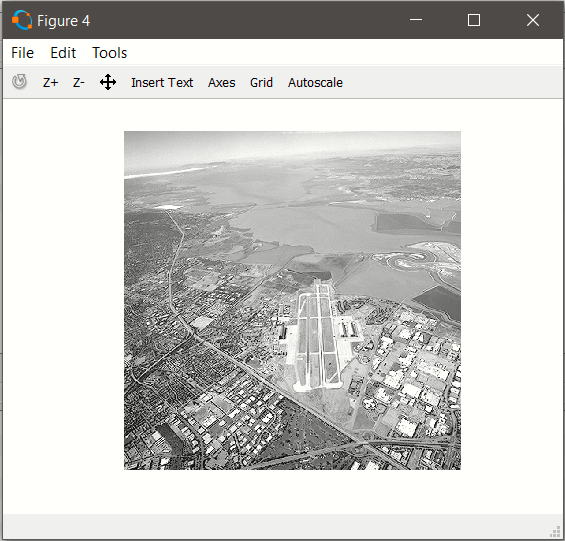 Figure 4
File Edit Tools
Z+ Z- Insert Text Axes Grid Autoscale